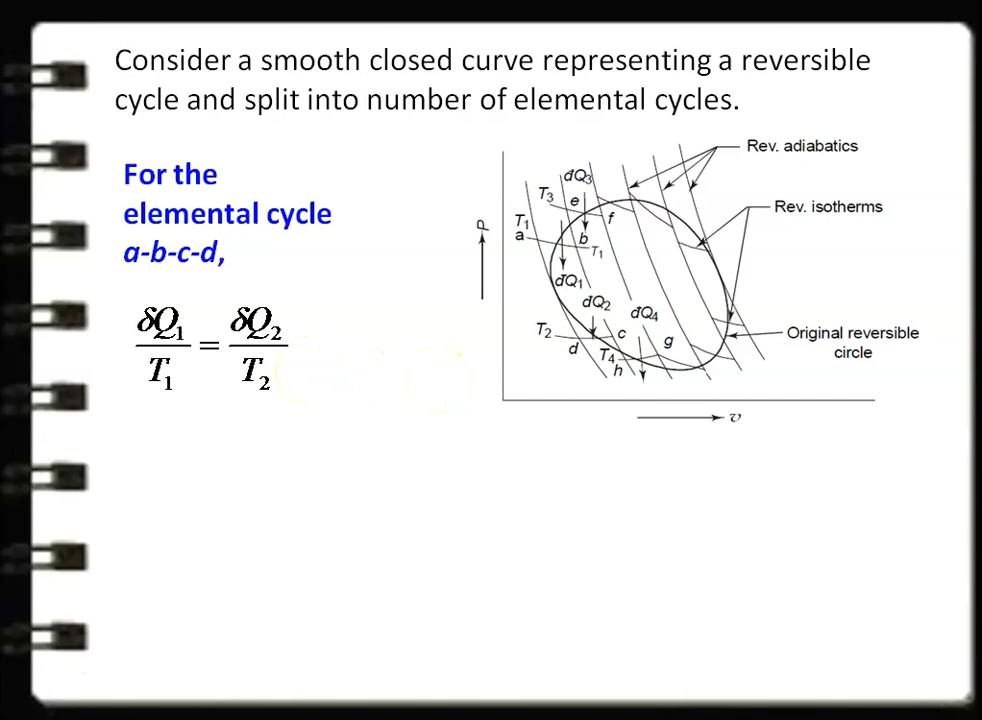 Consider a smooth closed curve representing a reversible
cycle and split into number of elemental cycles.
For the
elemental cycle
a-b-c-d,
δQ₁/T₁ = δQ₂/T₂
Rev. adiabatics
Rev. isotherms
Original reversible
circle
P
v
dQ₃
T₃
e
f
T₁
a
b
T₁
dQ₁
dQ₂
dQ₄
T₂
c
g
d
T₄
h